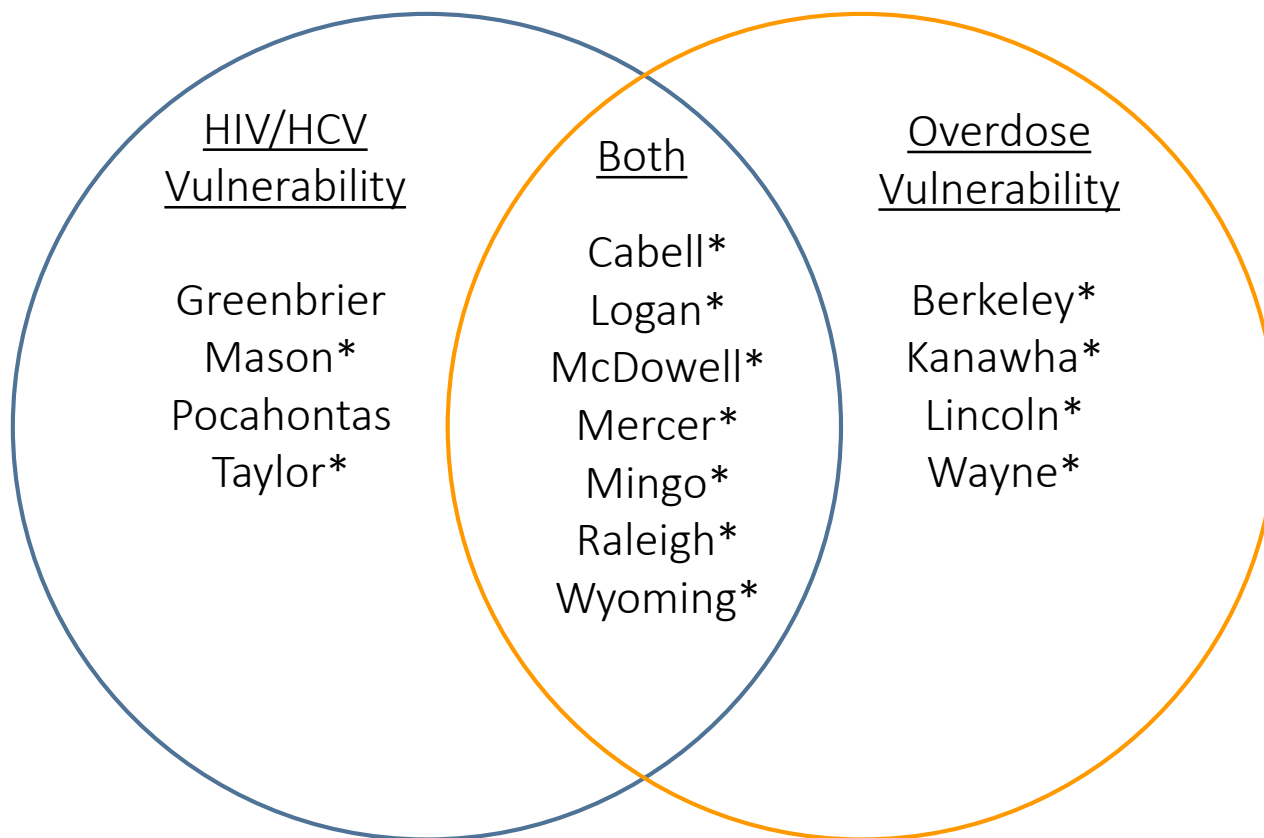 HIV/HCV
Vulnerability
Greenbrier
Mason*
Pocahontas
Taylor*
Both
Cabell*
Logan*
McDowell*
Mercer*
Mingo*
Raleigh*
Wyoming*
Overdose
Vulnerability
Berkeley*
Kanawha*
Lincoln*
Wayne*